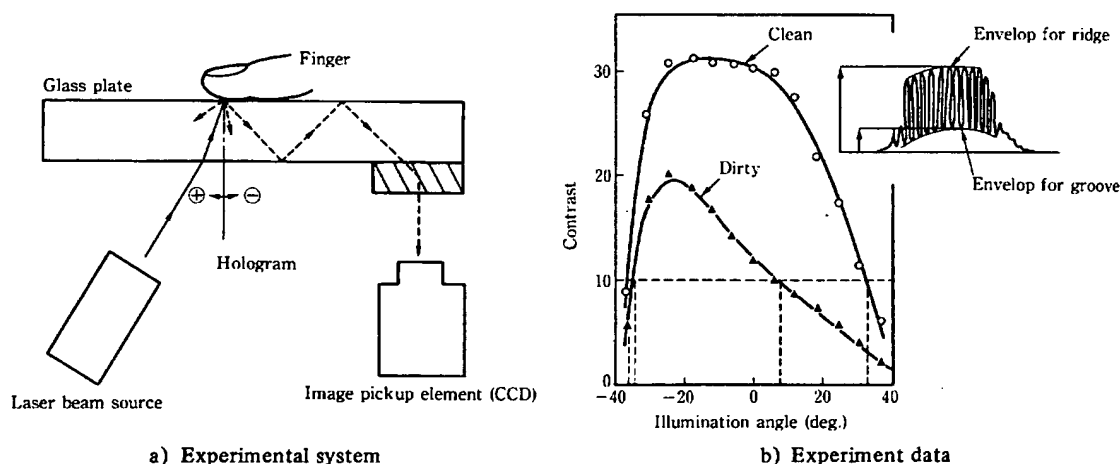 Finger
Glass plate
⊕ ⊖
Hologram
Laser beam source
Image pickup element (CCD)
a) Experimental system
Clean
Dirty
Envelop for ridge
Envelop for groove
Contrast
30
20
10
0
−40 −20 0 20 40
Illumination angle (deg.)
b) Experiment data